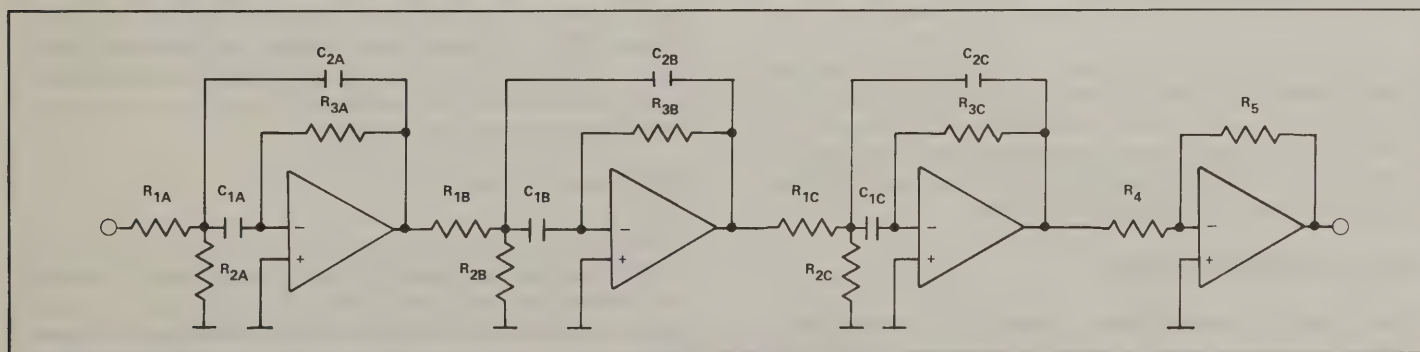 C2A
C2B
C2C
R3A
R3B
R3C
R5
R1A
C1A
R1B
C1B
R1C
C1C
R4
R2A
R2B
R2C
−
+
−
+
−
+
−
+